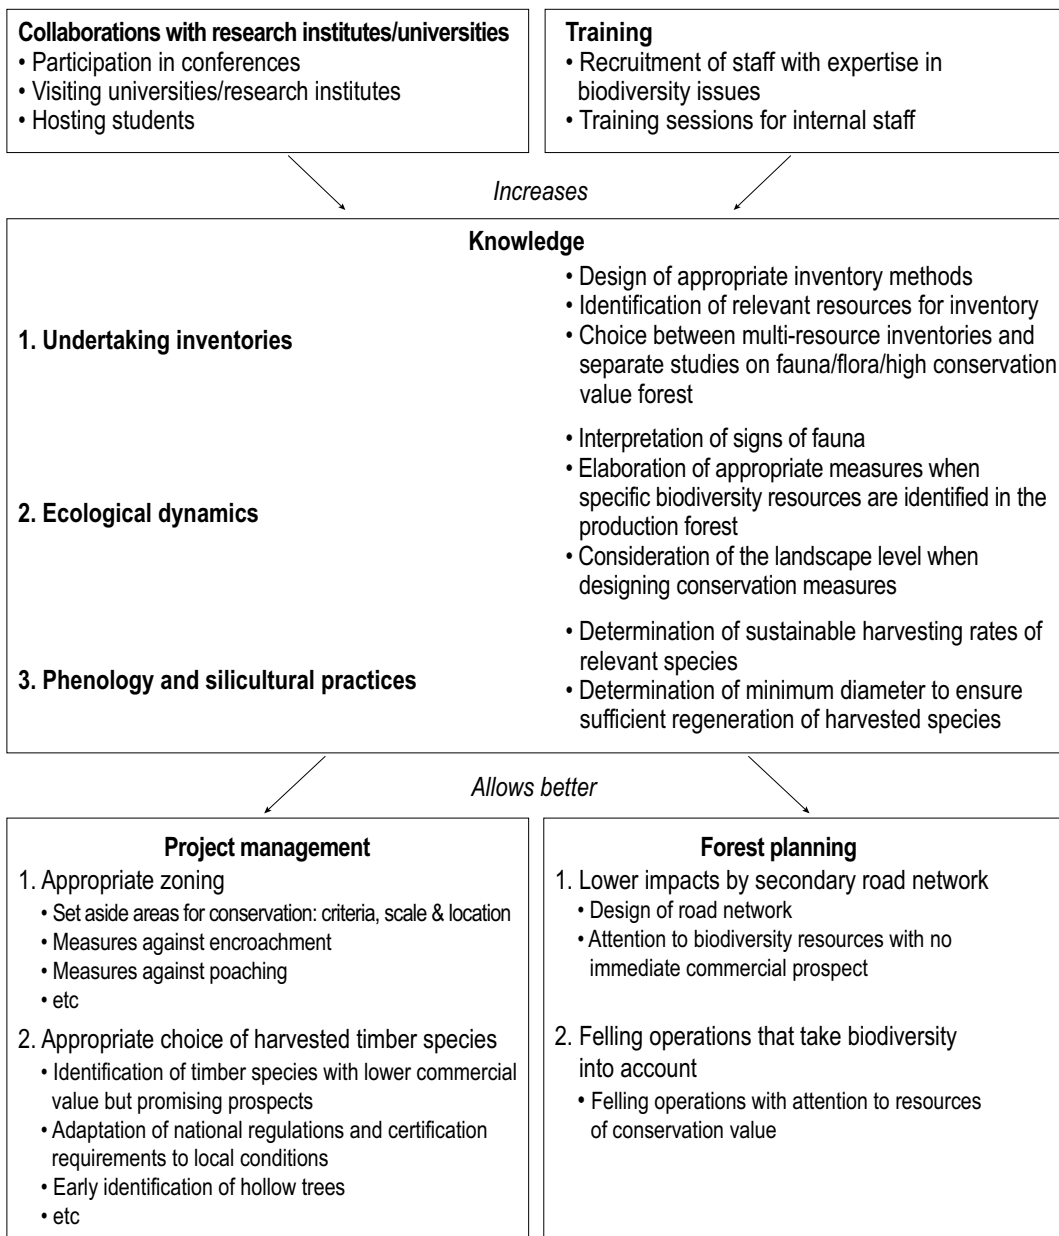 Collaborations with research institutes/universities
• Participation in conferences
• Visiting universities/research institutes
• Hosting students
Training
• Recruitment of staff with expertise in
biodiversity issues
• Training sessions for internal staff
Increases
Knowledge
1. Undertaking inventories
• Design of appropriate inventory methods
• Identification of relevant resources for inventory
• Choice between multi-resource inventories and
separate studies on fauna/flora/high conservation
value forest
2. Ecological dynamics
• Interpretation of signs of fauna
• Elaboration of appropriate measures when
specific biodiversity resources are identified in the
production forest
• Consideration of the landscape level when
designing conservation measures
3. Phenology and silicultural practices
• Determination of sustainable harvesting rates of
relevant species
• Determination of minimum diameter to ensure
sufficient regeneration of harvested species
Allows better
Project management
1. Appropriate zoning
• Set aside areas for conservation: criteria, scale & location
• Measures against encroachment
• Measures against poaching
• etc
2. Appropriate choice of harvested timber species
• Identification of timber species with lower commercial
value but promising prospects
• Adaptation of national regulations and certification
requirements to local conditions
• Early identification of hollow trees
• etc
Forest planning
1. Lower impacts by secondary road network
• Design of road network
• Attention to biodiversity resources with no
immediate commercial prospect
2. Felling operations that take biodiversity
into account
• Felling operations with attention to resources
of conservation value